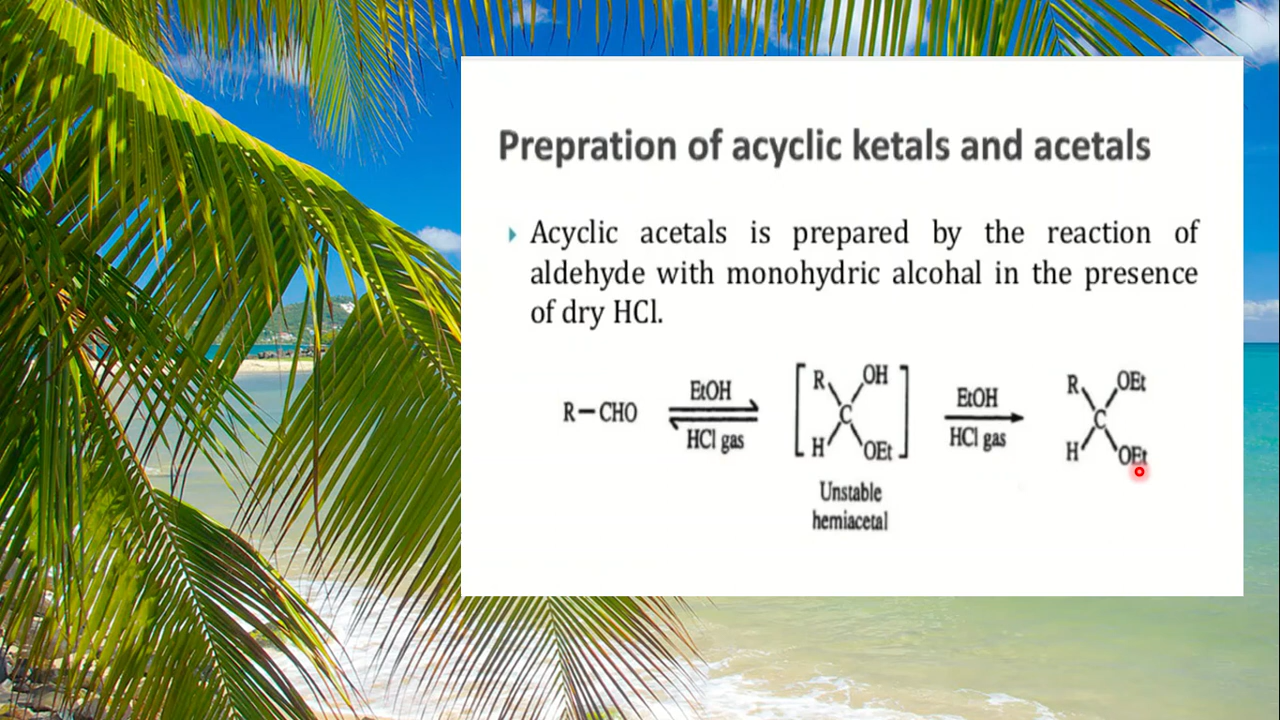 Prepration of acyclic ketals and acetals
Acyclic acetals is prepared by the reaction of
aldehyde with monohydric alcohal in the presence
of dry HCl.
R−CHO
EtOH
HCl gas
R OH
C
H OEt
Unstable
hemiacetal
EtOH
HCl gas
R OEt
C
H OEt